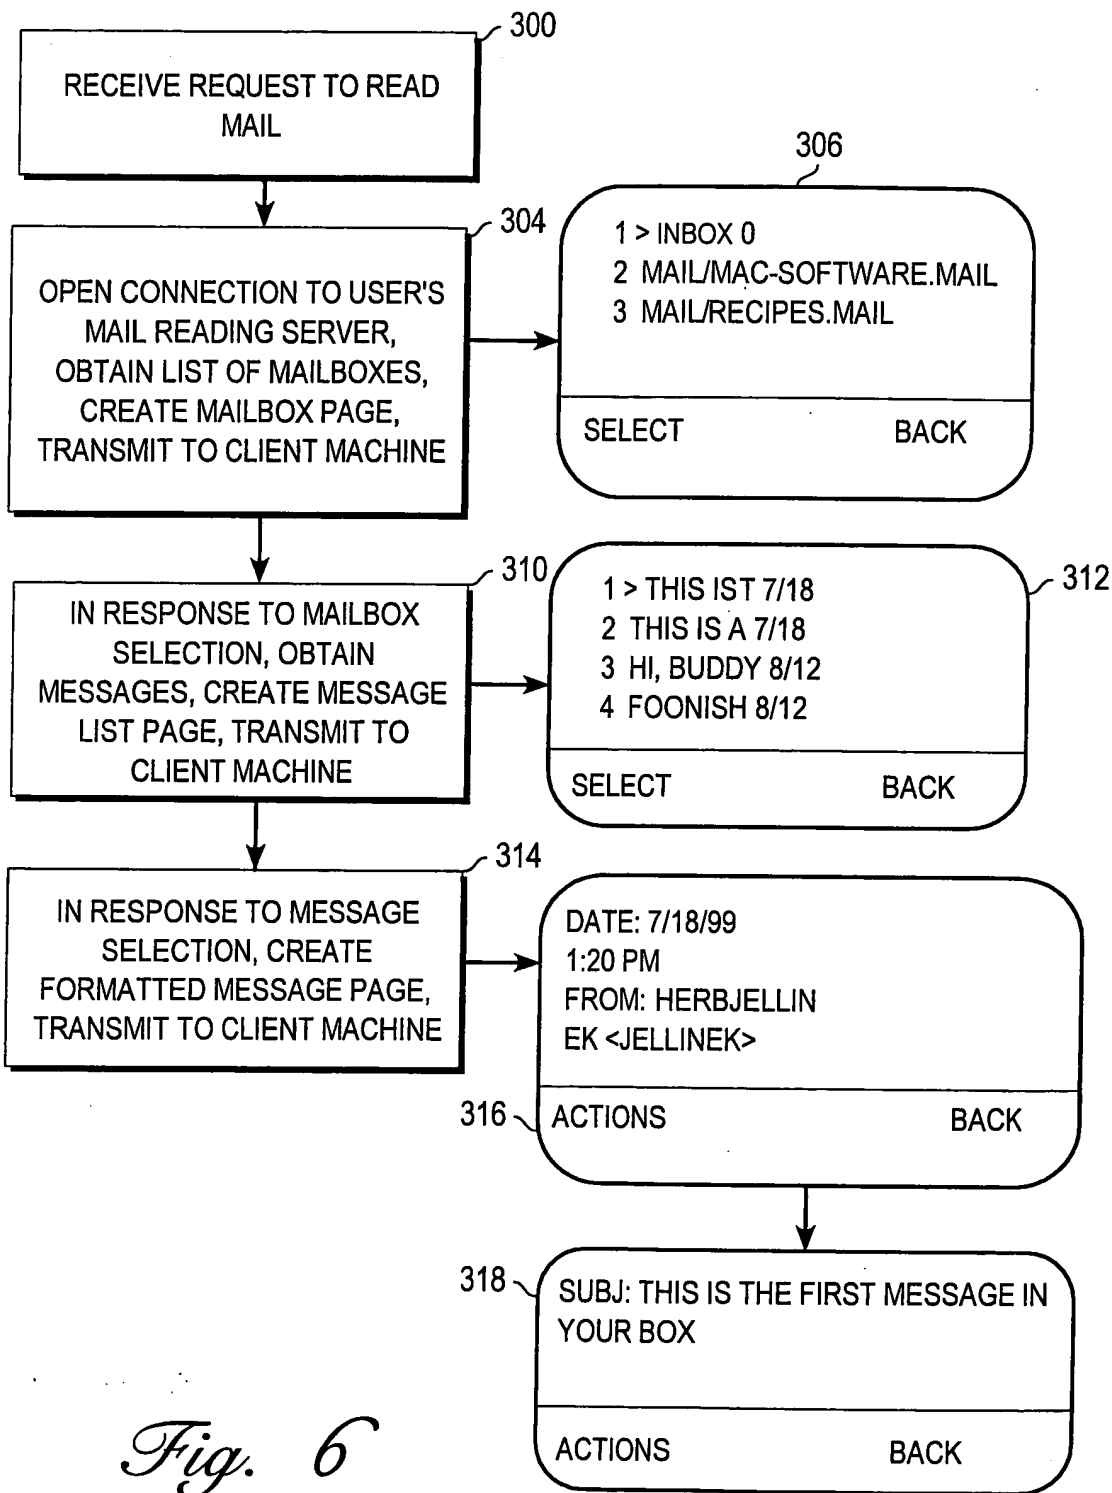 300
RECEIVE REQUEST TO READ
MAIL
304
OPEN CONNECTION TO USER'S
MAIL READING SERVER,
OBTAIN LIST OF MAILBOXES,
CREATE MAILBOX PAGE,
TRANSMIT TO CLIENT MACHINE
306
1 > INBOX 0
2 MAIL/MAC-SOFTWARE.MAIL
3 MAIL/RECIPES.MAIL
SELECT BACK
310
IN RESPONSE TO MAILBOX
SELECTION, OBTAIN
MESSAGES, CREATE MESSAGE
LIST PAGE, TRANSMIT TO
CLIENT MACHINE
312
1 > THIS IST 7/18
2 THIS IS A 7/18
3 HI, BUDDY 8/12
4 FOONISH 8/12
SELECT BACK
314
IN RESPONSE TO MESSAGE
SELECTION, CREATE
FORMATTED MESSAGE PAGE,
TRANSMIT TO CLIENT MACHINE
DATE: 7/18/99
1:20 PM
FROM: HERBJELLIN
EK <JELLINEK>
316
ACTIONS BACK
318
SUBJ: THIS IS THE FIRST MESSAGE IN
YOUR BOX
ACTIONS BACK
Fig. 6